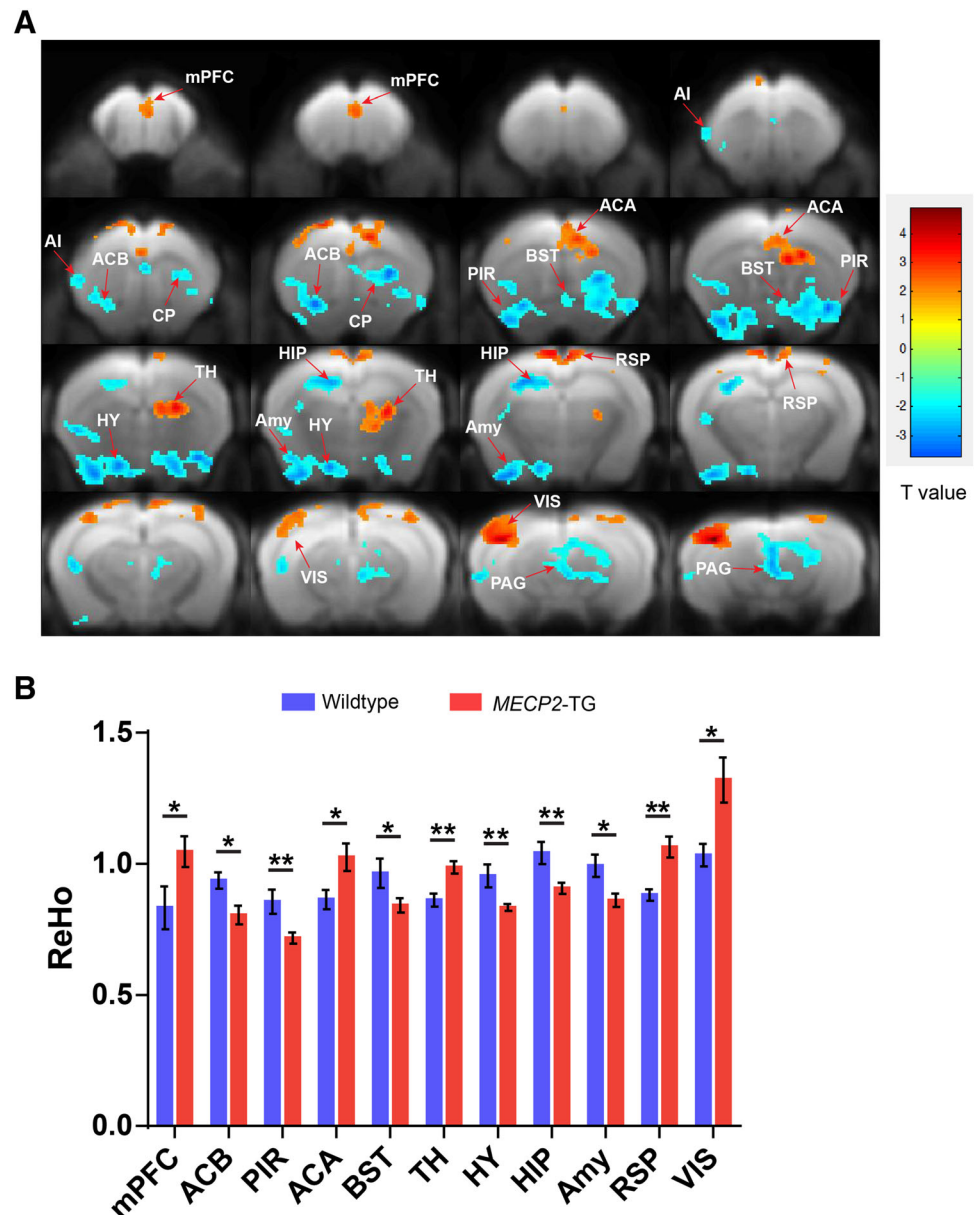 A
mPFC
mPFC
AI
AI
ACB
CP
ACB
CP
ACA
BST
PIR
ACA
BST
PIR
TH
HY
HIP
TH
Amy
HY
HIP
RSP
Amy
RSP
VIS
VIS
PAG
PAG
4
3
2
1
0
-1
-2
-3
T value
B
Wildtype
MECP2-TG
ReHo
1.5
1.0
0.5
0.0
* * ** * * ** ** ** * ** *
mPFC
ACB
PIR
ACA
BST
TH
HY
HIP
Amy
RSP
VIS